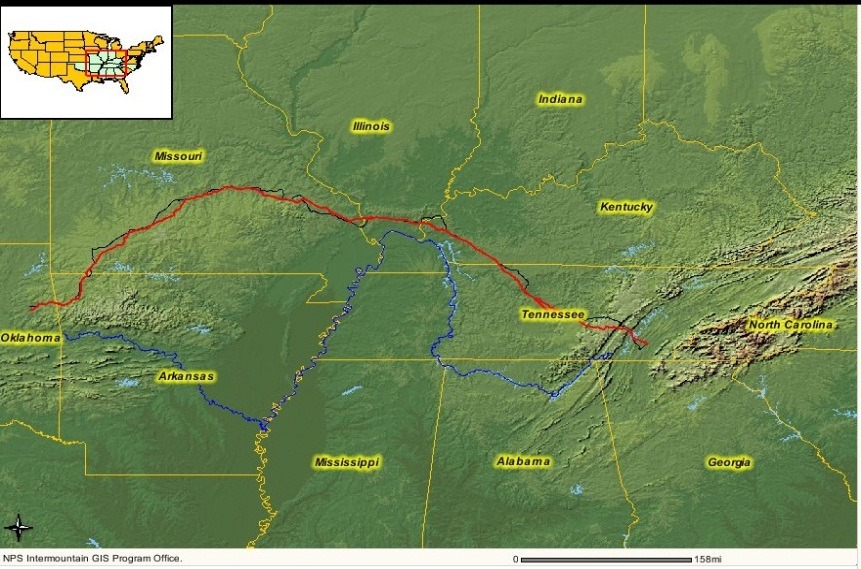 Indiana
Illinois
Missouri
Kentucky
Tennessee
North Carolina
Oklahoma
Arkansas
Mississippi
Alabama
Georgia
NPS Intermountain GIS Program Office.
0 158mi